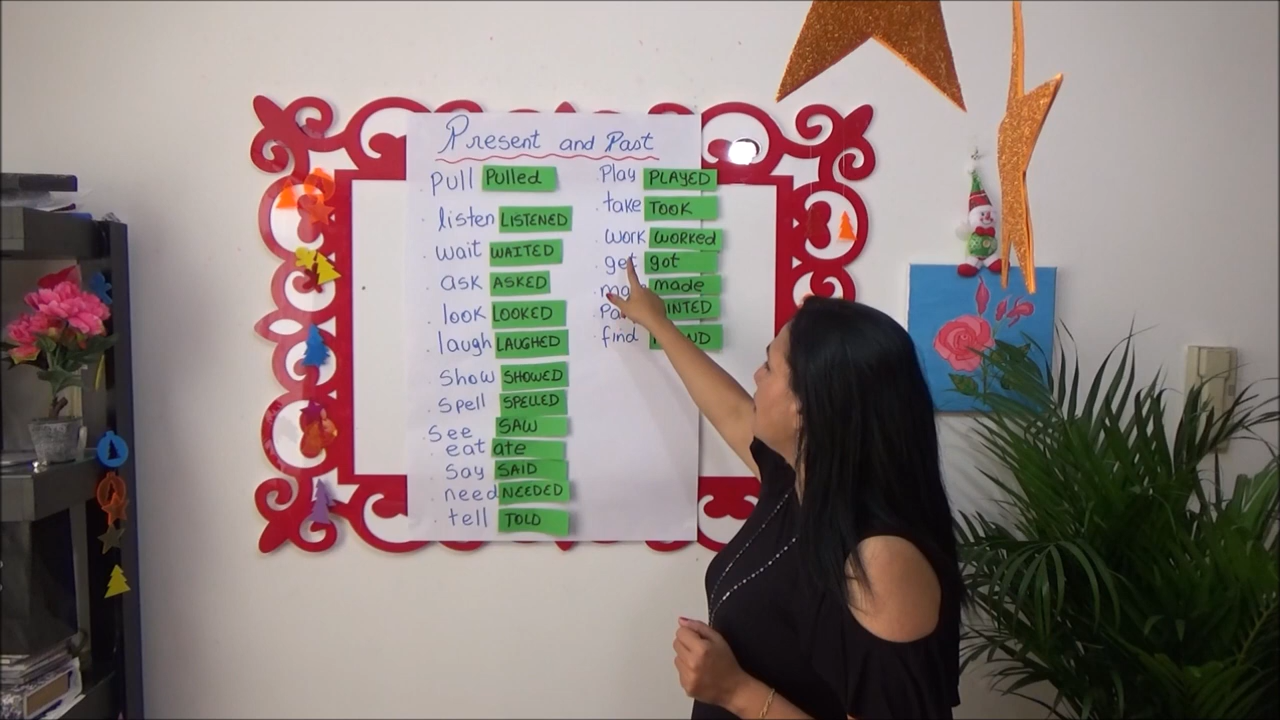 Present and Past
Pull Pulled
listen LISTENED
wait WAITED
ask ASKED
look LOOKED
laugh LAUGHED
Show SHOWED
Spell SPELLED
See SAW
eat ate
Say SAID
need NEEDED
tell TOLD
Play PLAYED
take TOOK
work worked
get got
made
find